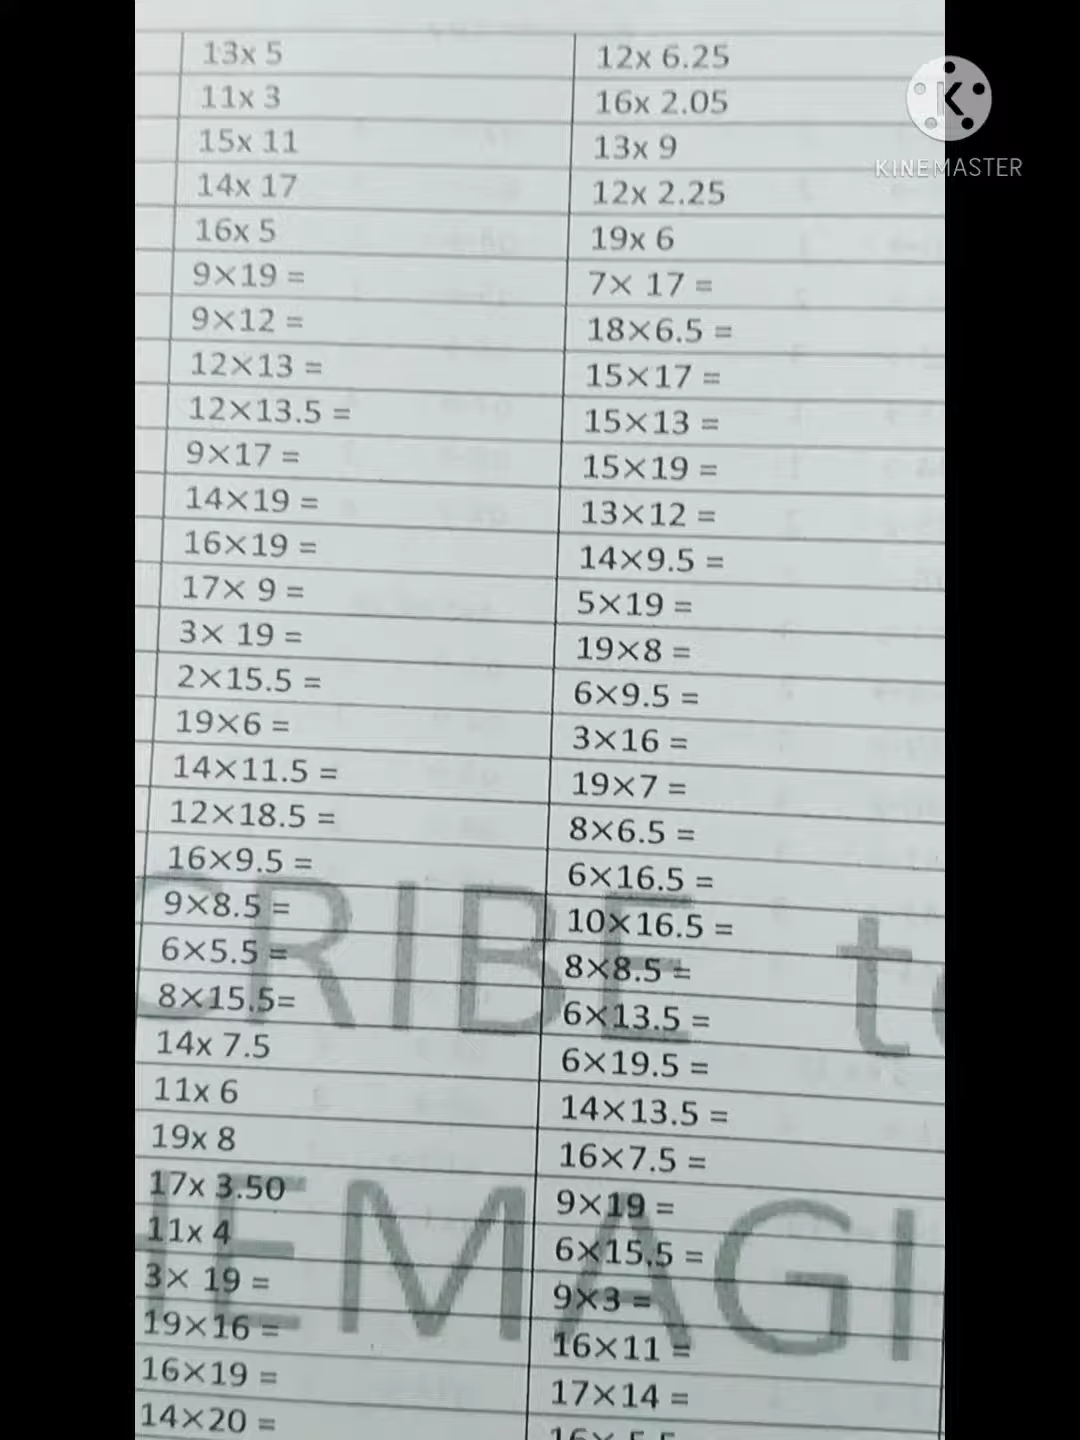 13x 5
11x 3
15x 11
14x 17
16x 5
9×19 =
9×12 =
12×13 =
12×13.5 =
9×17 =
14×19 =
16×19 =
17× 9 =
3× 19 =
2×15.5 =
19×6 =
14×11.5 =
12×18.5 =
16×9.5 =
9×8.5 =
6×5.5 =
8×15.5=
14x 7.5
11x 6
19x 8
17x 3.50
11x 4
3× 19 =
19×16 =
16×19 =
14×20 =
12x 6.25
16x 2.05
13x 9
12x 2.25
19x 6
7× 17 =
18×6.5 =
15×17 =
15×13 =
15×19 =
13×12 =
14×9.5 =
5×19 =
19×8 =
6×9.5 =
3×16 =
19×7 =
8×6.5 =
6×16.5 =
10×16.5 =
8×8.5 =
6×13.5 =
6×19.5 =
14×13.5 =
16×7.5 =
9×19 =
6×15.5 =
9×3 =
16×11 =
17×14 =
K
KINEMASTER
CRIBE to
EMAGI